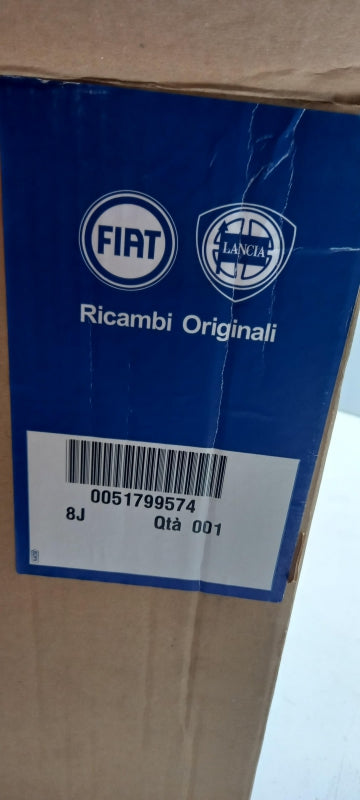 FIAT
LANCIA
Ricambi Originali
0051799574
8J Qtà 001